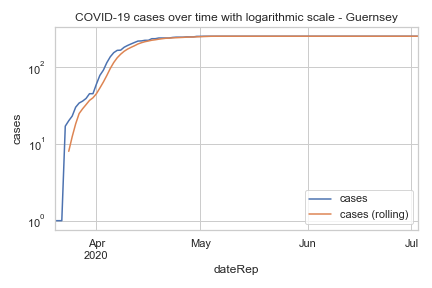 COVID-19 cases over time with logarithmic scale - Guernsey
10²
10¹
10⁰
cases
cases
cases (rolling)
Apr
2020
May
Jun
Jul
dateRep